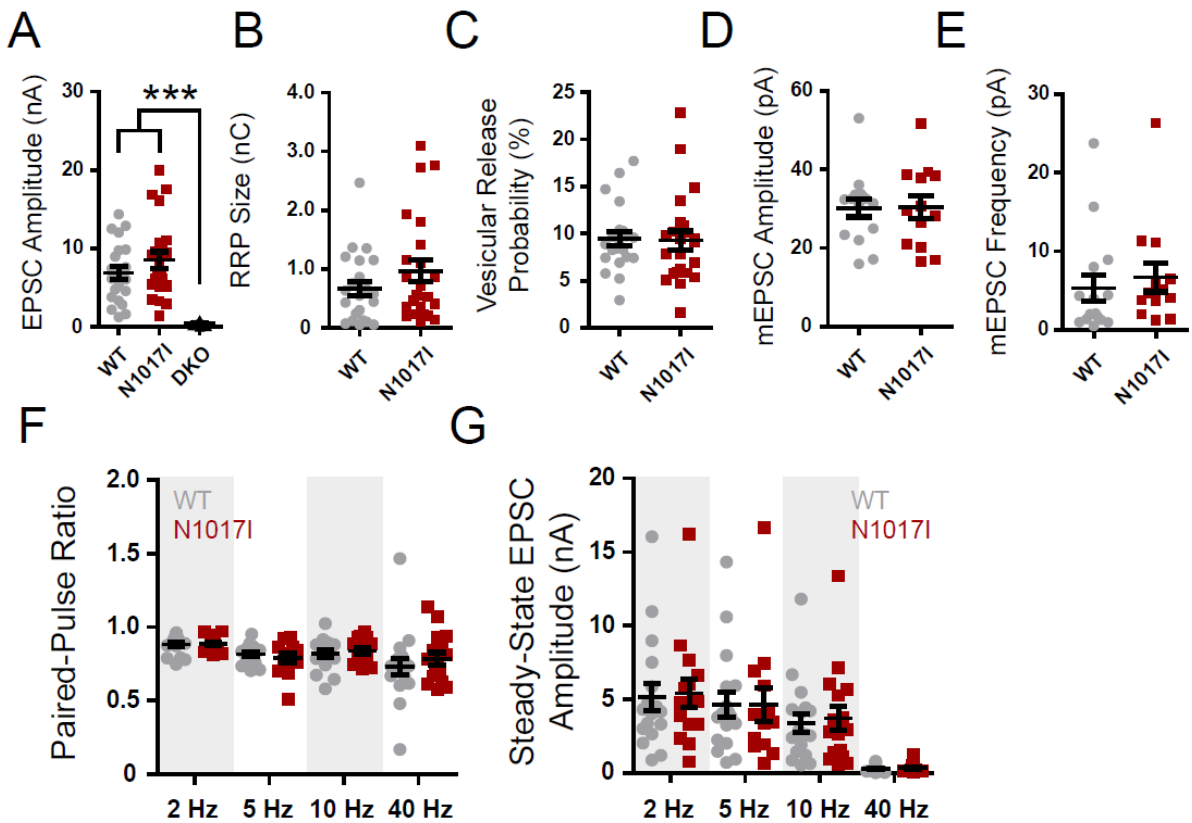 A
B
C
D
E
EPSC Amplitude (nA)
30
20
10
0
***
WT
N1017I
DKO
RRP Size (nC)
4.0
3.0
2.0
1.0
0
WT
N1017I
Vesicular Release
Probability (%)
25
20
15
10
5
0
WT
N1017I
mEPSC Amplitude (pA)
60
40
20
0
WT
N1017I
mEPSC Frequency (pA)
30
20
10
0
WT
N1017I
F
G
Paired-Pulse Ratio
2.0
1.5
1.0
0.5
0
WT
N1017I
2 Hz
5 Hz
10 Hz
40 Hz
Steady-State EPSC
Amplitude (nA)
20
15
10
5
0
WT
N1017I
2 Hz
5 Hz
10 Hz
40 Hz